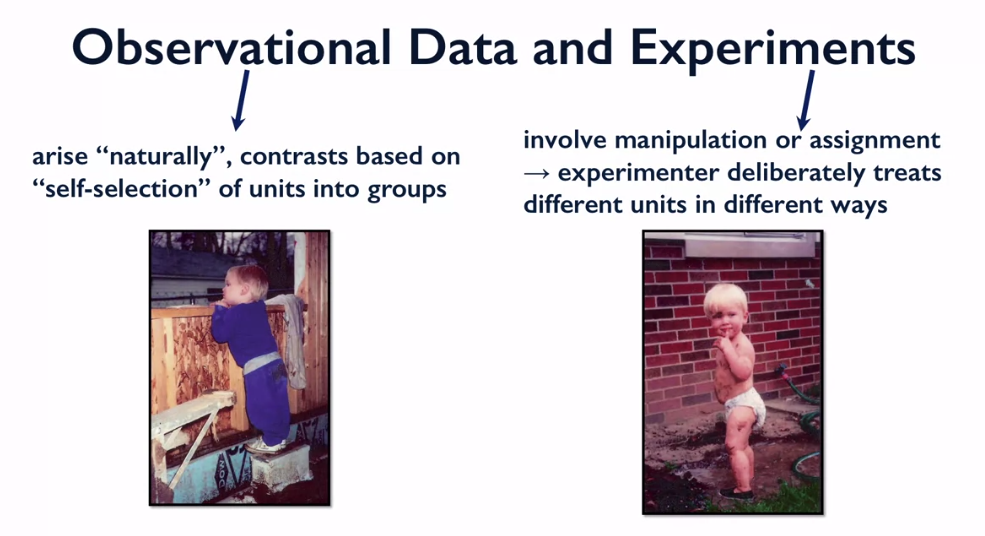 Observational Data and Experiments
arise “naturally”, contrasts based on
“self-selection” of units into groups
involve manipulation or assignment
→ experimenter deliberately treats
different units in different ways